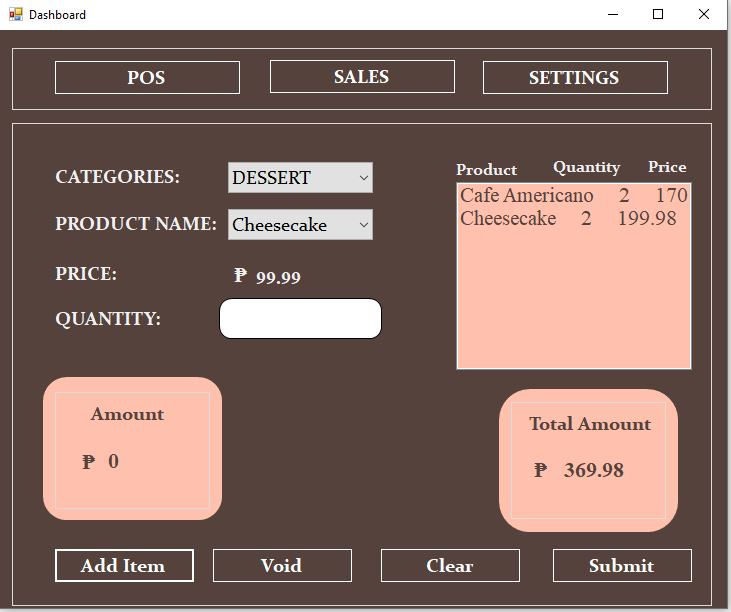 Dashboard
POS SALES SETTINGS
CATEGORIES: DESSERT
PRODUCT NAME: Cheesecake
PRICE: ₱ 99.99
QUANTITY:
Product Quantity Price
Cafe Americano 2 170
Cheesecake 2 199.98
Amount
₱ 0
Total Amount
₱ 369.98
Add Item Void Clear Submit